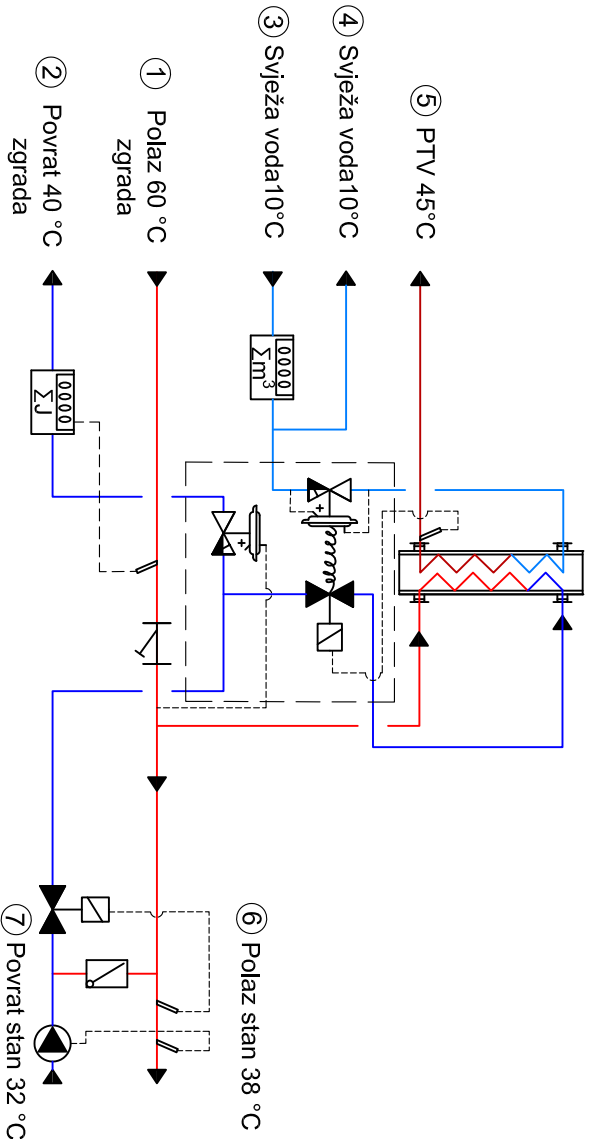 ① Polaz 60 °C
zgrada
② Povrat 40 °C
zgrada
③ Svježa voda10°C
④ Svježa voda10°C
⑤ PTV 45°C
⑥ Polaz stan 38 °C
⑦ Povrat stan 32 °C
0000
Σm³
0000
ΣJ
+
+